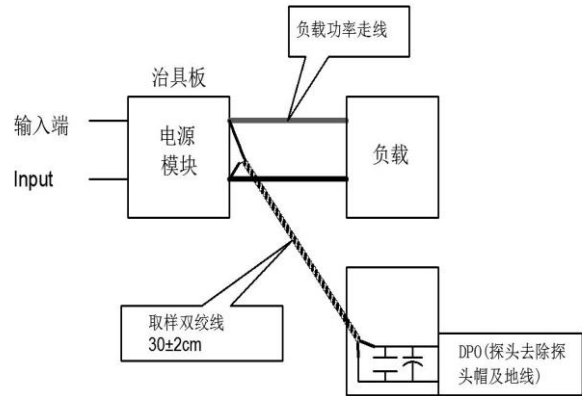 负载功率走线
治具板
输入端
Input
电源
模块
负载
取样双绞线
30±2cm
DPO(探头去除探
头帽及地线)